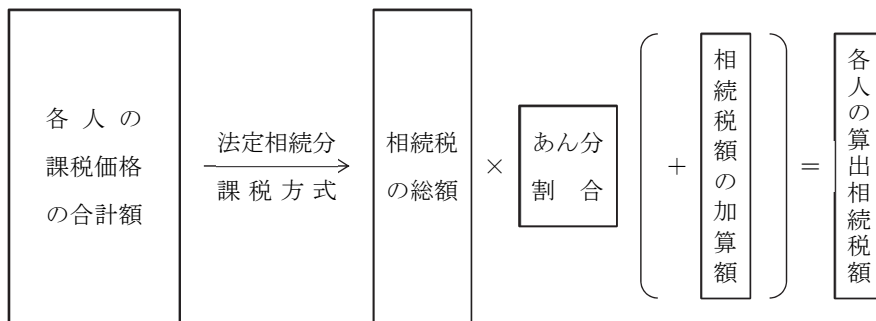 各人の
課税価格
の合計額
法定相続分
課税方式
相続税
の総額
×
あん分
割合
+
相続税額の加算額
=
各人の算出相続税額